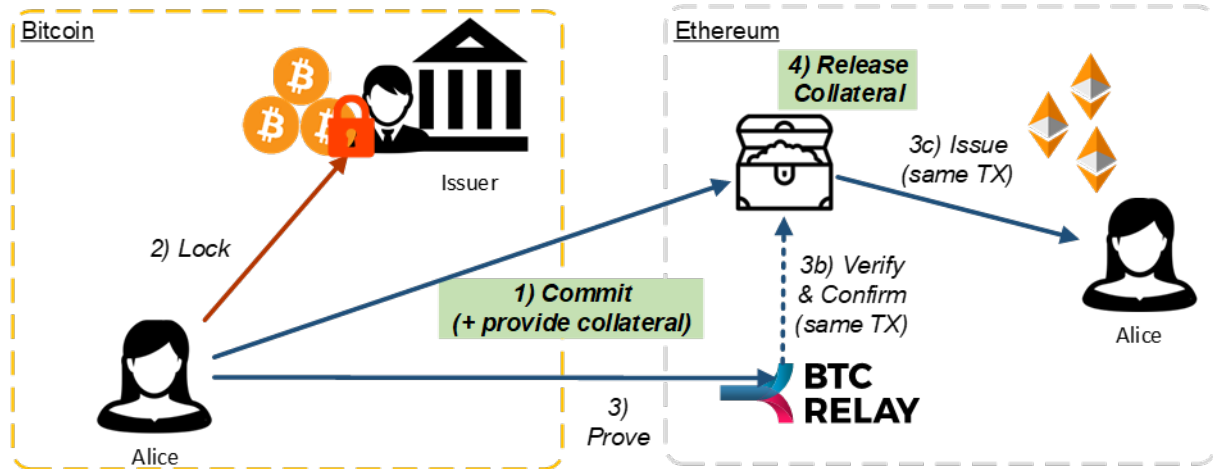 Bitcoin
Ethereum
4) Release
Collateral
Issuer
3c) Issue
(same TX)
2) Lock
1) Commit
(+ provide collateral)
3b) Verify
& Confirm
(same TX)
Alice
BTC
RELAY
3)
Prove
Alice